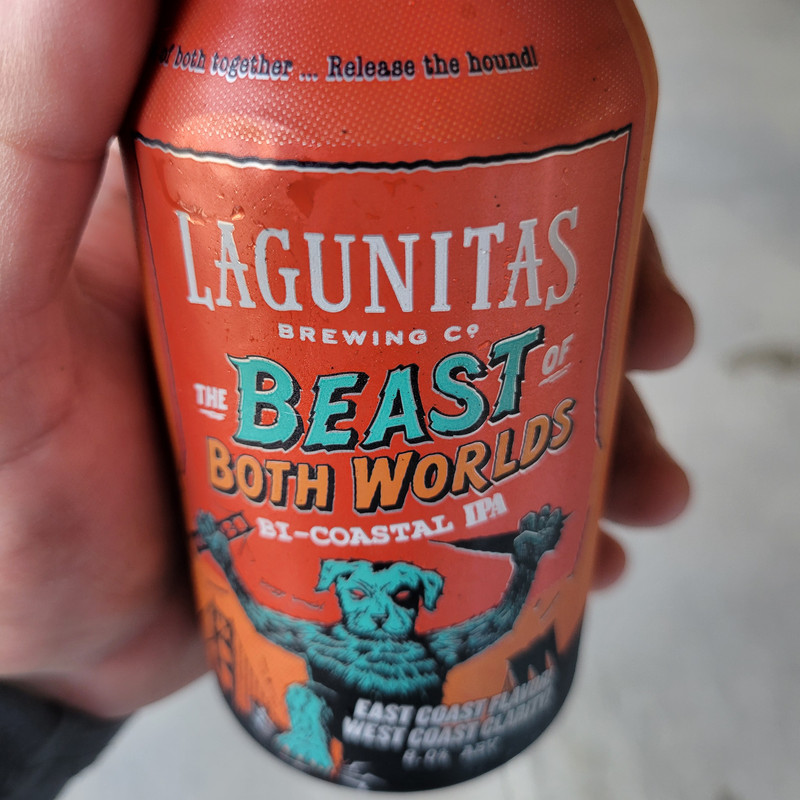 of both together ... Release the hound!
LAGUNITAS
BREWING Co
THE BEAST OF
BOTH WORLDS
BI-COASTAL IPA
EAST COAST FLAVOR
WEST COAST CLARITY